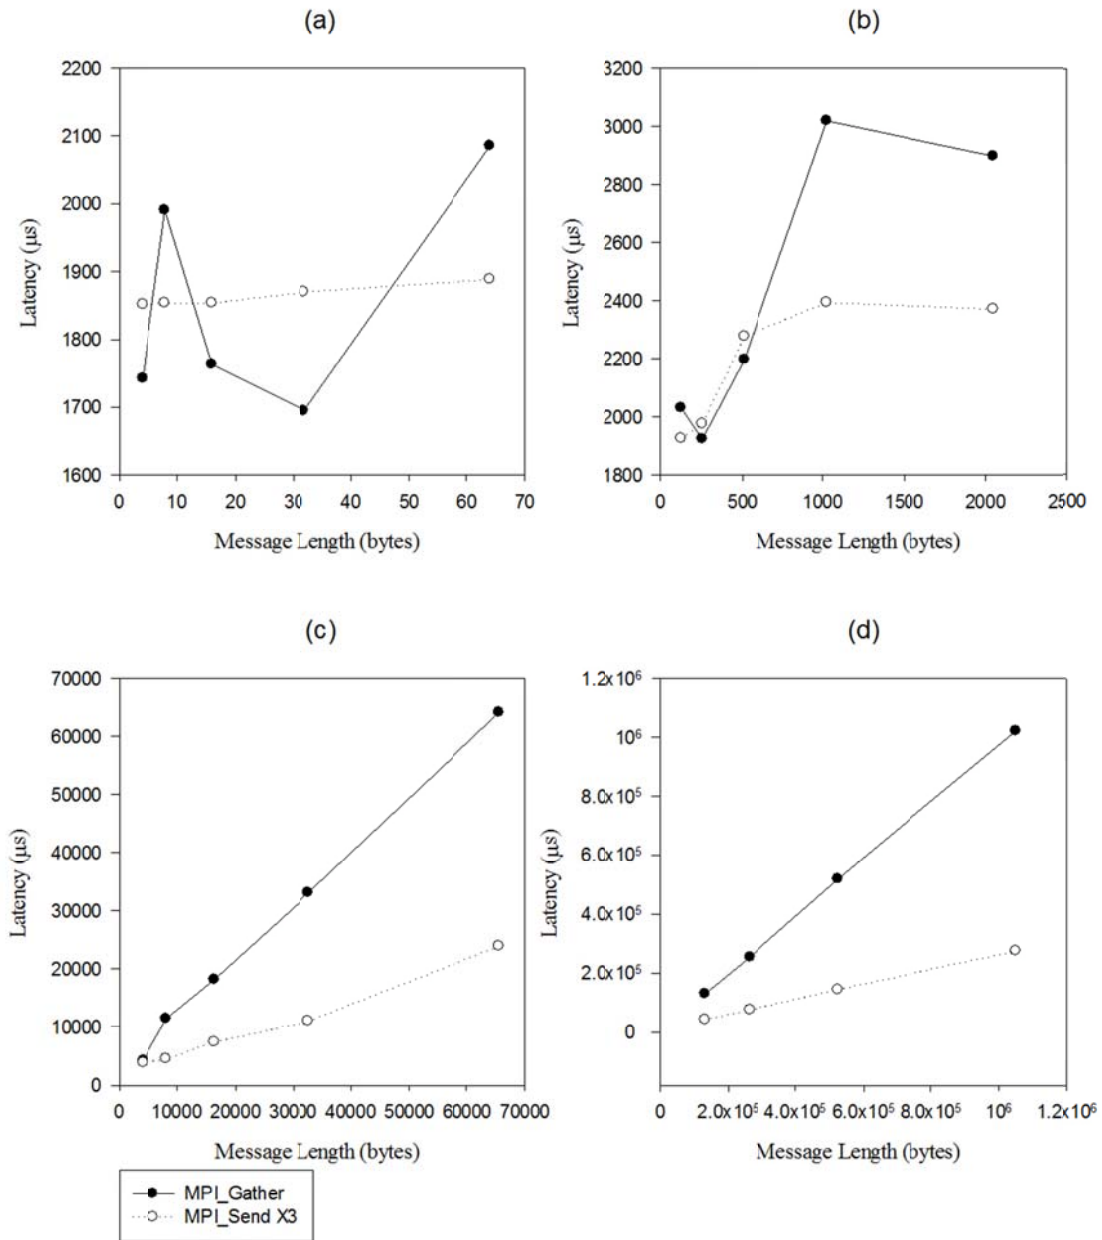 (a)
2200
2100
2000
1900
1800
1700
1600
Latency (μs)
0 10 20 30 40 50 60 70
Message Length (bytes)
(b)
3200
3000
2800
2600
2400
2200
2000
1800
Latency (μs)
0 500 1000 1500 2000 2500
Message Length (bytes)
(c)
70000
60000
50000
40000
30000
20000
10000
0
Latency (μs)
0 10000 20000 30000 40000 50000 60000 70000
Message Length (bytes)
(d)
1.2x10⁶
10⁶
8.0x10⁵
6.0x10⁵
4.0x10⁵
2.0x10⁵
0
Latency (μs)
0 2.0x10⁵ 4.0x10⁵ 6.0x10⁵ 8.0x10⁵ 10⁶ 1.2x10⁶
Message Length (bytes)
MPI_Gather
MPI_Send X3